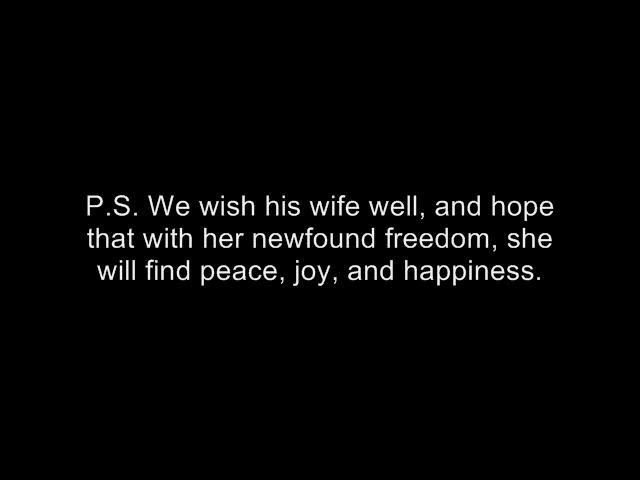 P.S. We wish his wife well, and hope
that with her newfound freedom, she
will find peace, joy, and happiness.